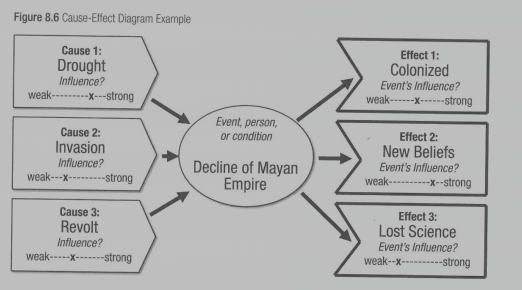 Figure 8.6 Cause-Effect Diagram Example
Cause 1:
Drought
Influence?
weak----------x---strong
Cause 2:
Invasion
Influence?
weak---x----------strong
Cause 3:
Revolt
Influence?
weak-----x-------strong
Event, person,
or condition
Decline of Mayan
Empire
Effect 1:
Colonized
Event's Influence?
weak------x-----strong
Effect 2:
New Beliefs
Event's Influence?
weak----------x--strong
Effect 3:
Lost Science
Event's Influence?
weak--x----------strong